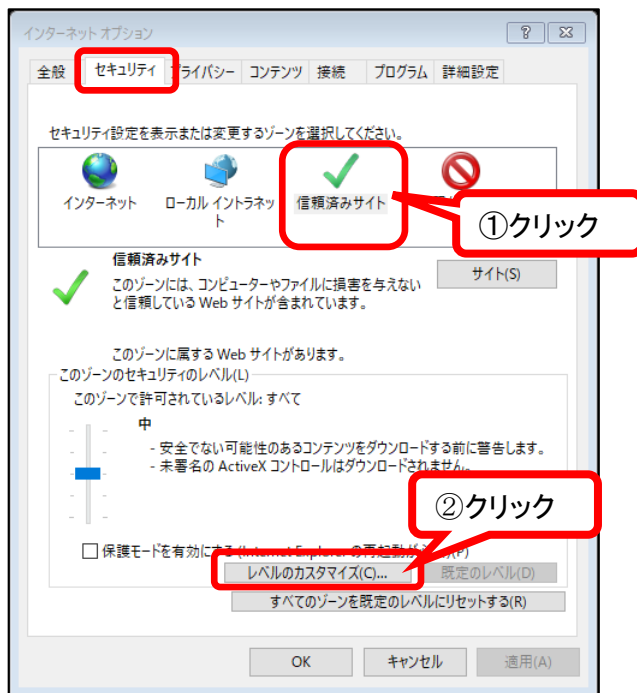 インターネット オプション
全般 セキュリティ プライバシー コンテンツ 接続 プログラム 詳細設定
セキュリティ設定を表示または変更するゾーンを選択してください。
インターネット ローカル イントラネット 信頼済みサイト
①クリック
信頼済みサイト
サイト(S)
このゾーンには、コンピューターやファイルに損害を与えない
と信頼している Web サイトが含まれています。
このゾーンに属する Web サイトがあります。
このゾーンのセキュリティのレベル(L)
このゾーンで許可されているレベル: すべて
中
- 安全でない可能性のあるコンテンツをダウンロードする前に警告します。
- 未署名の ActiveX コントロールはダウンロードされません。
②クリック
保護モードを有効にする (Internet Explorer の再起動が(P)
レベルのカスタマイズ(C)... 既定のレベル(D)
すべてのゾーンを既定のレベルにリセットする(R)
OK キャンセル 適用(A)